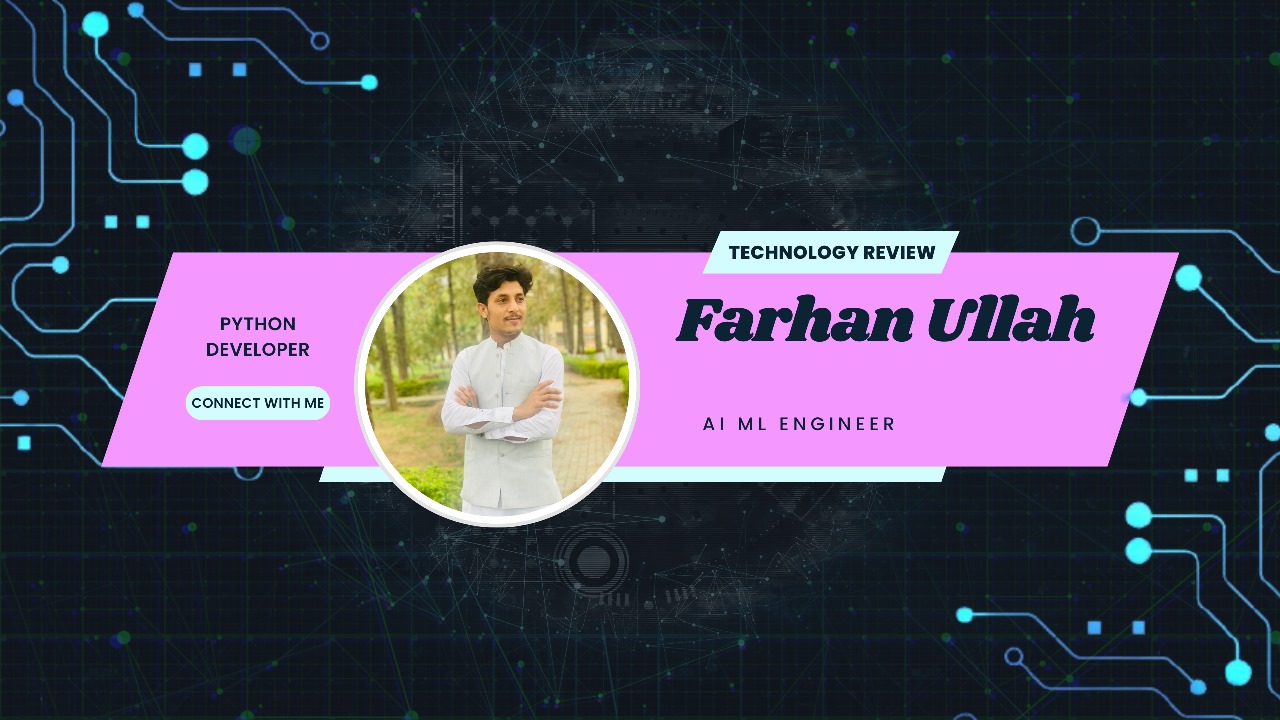 TECHNOLOGY REVIEW
Farhan Ullah
AI ML ENGINEER
PYTHON
DEVELOPER
CONNECT WITH ME